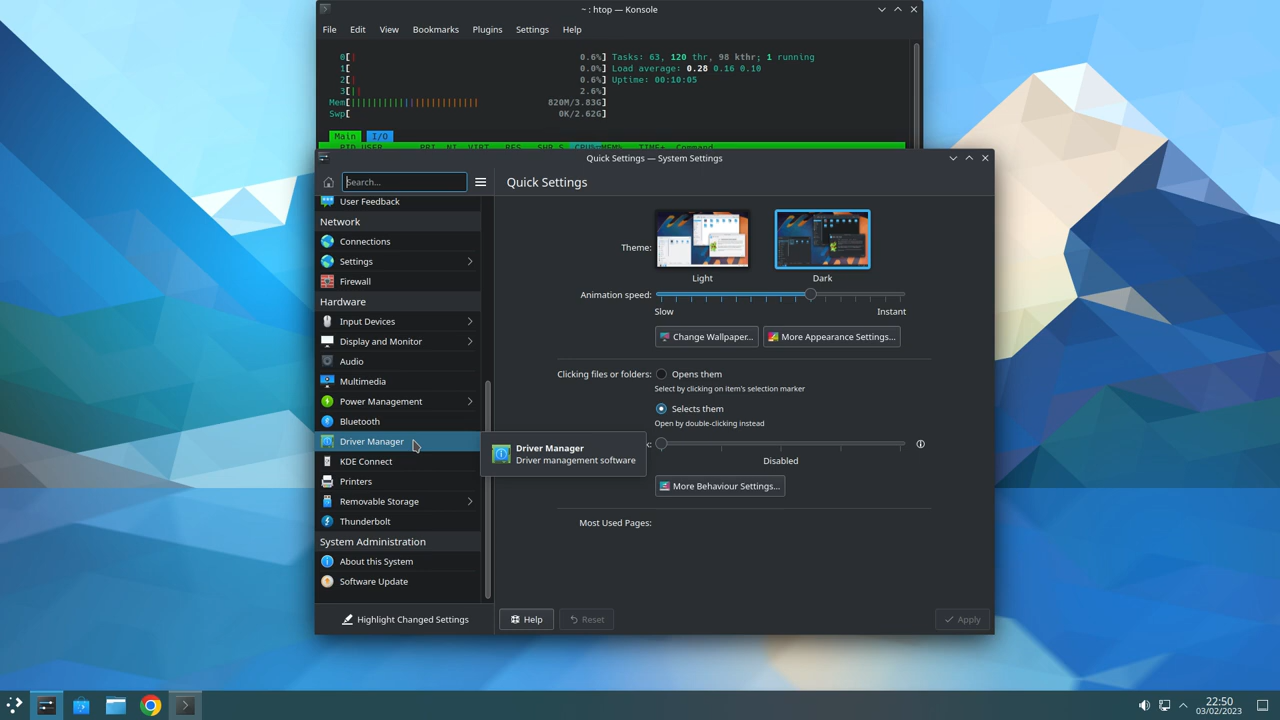 ~ : htop — Konsole
File Edit View Bookmarks Plugins Settings Help
0[| 0.6%] Tasks: 63, 120 thr, 98 kthr; 1 running
1[ 0.0%] Load average: 0.28 0.16 0.10
2[| 0.6%] Uptime: 00:10:05
3[|| 2.6%]
Mem[|||||||||||||||||||||||| 820M/3.83G]
Swp[ 0K/2.62G]
Main I/O
Quick Settings — System Settings
Search...
Quick Settings
User Feedback
Network
Connections
Settings
Firewall
Hardware
Input Devices
Display and Monitor
Audio
Multimedia
Power Management
Bluetooth
Driver Manager
KDE Connect
Printers
Removable Storage
Thunderbolt
System Administration
About this System
Software Update
Highlight Changed Settings
Driver Manager
Driver management software
Theme:
Light Dark
Animation speed:
Slow Instant
Change Wallpaper... More Appearance Settings...
Clicking files or folders: Opens them
Select by clicking on item's selection marker
Selects them
Open by double-clicking instead
Disabled
More Behaviour Settings...
Most Used Pages:
Help Reset Apply
22:50
03/02/2023